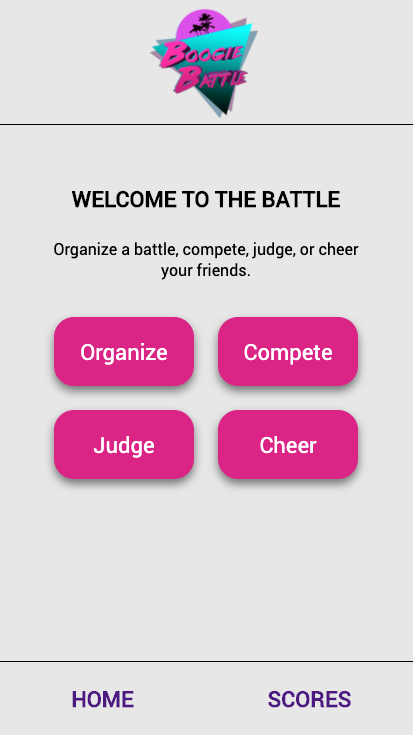 BOOGIE
BATTLE
WELCOME TO THE BATTLE
Organize a battle, compete, judge, or cheer
your friends.
Organize Compete
Judge Cheer
HOME SCORES